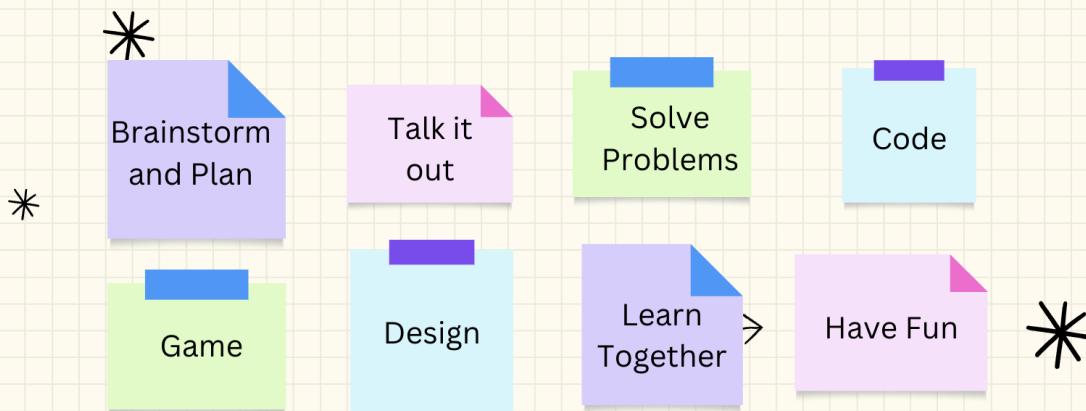 Brainstorm
and Plan
Talk it
out
Solve
Problems
Code
Game
Design
Learn
Together
Have Fun